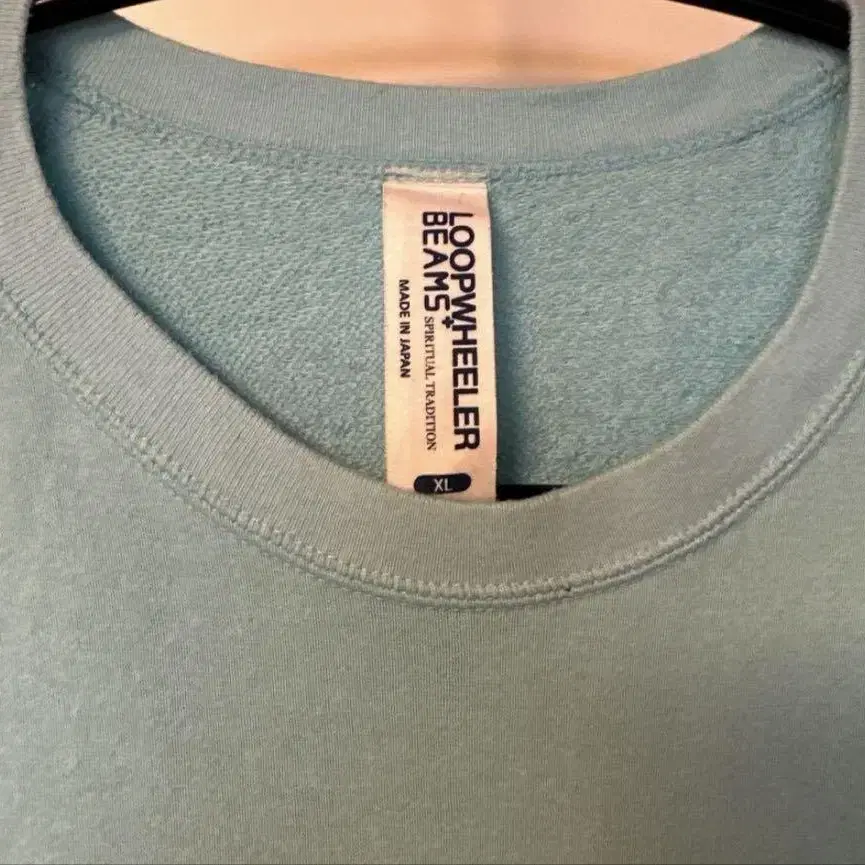 LOOPWHEELER
BEAMS+
SPIRITUAL TRADITION
MADE IN JAPAN
XL